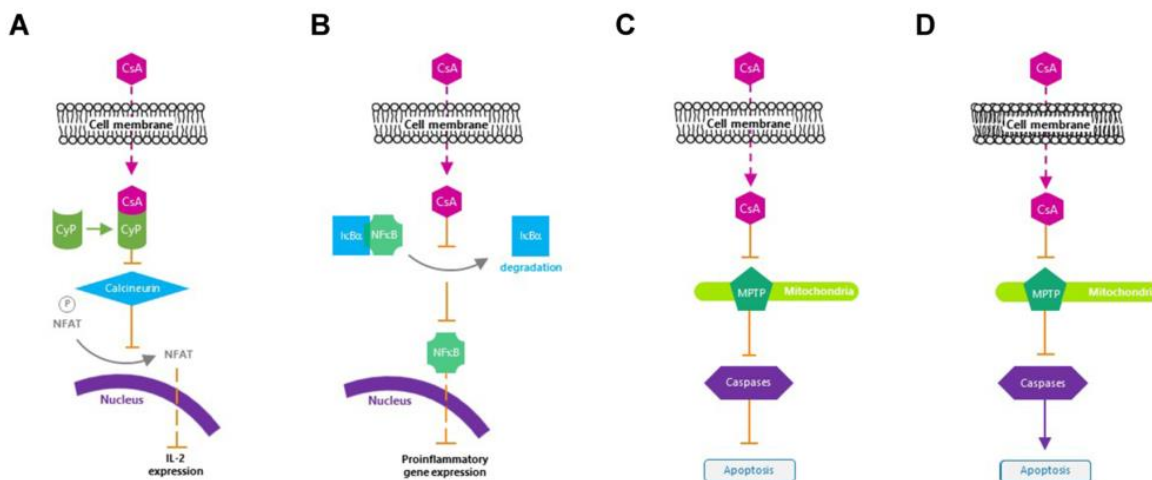 A
CsA
Cell membrane
CsA
CyP
CyP
Calcineurin
P
NFAT
NFAT
Nucleus
IL-2
expression
B
CsA
Cell membrane
CsA
IκBα
NFκB
IκBα
degradation
NFκB
Nucleus
Proinflammatory
gene expression
C
CsA
Cell membrane
CsA
MPTP
Mitochondria
Caspases
Apoptosis
D
CsA
Cell membrane
CsA
MPTP
Mitochondri
Caspases
Apoptosis